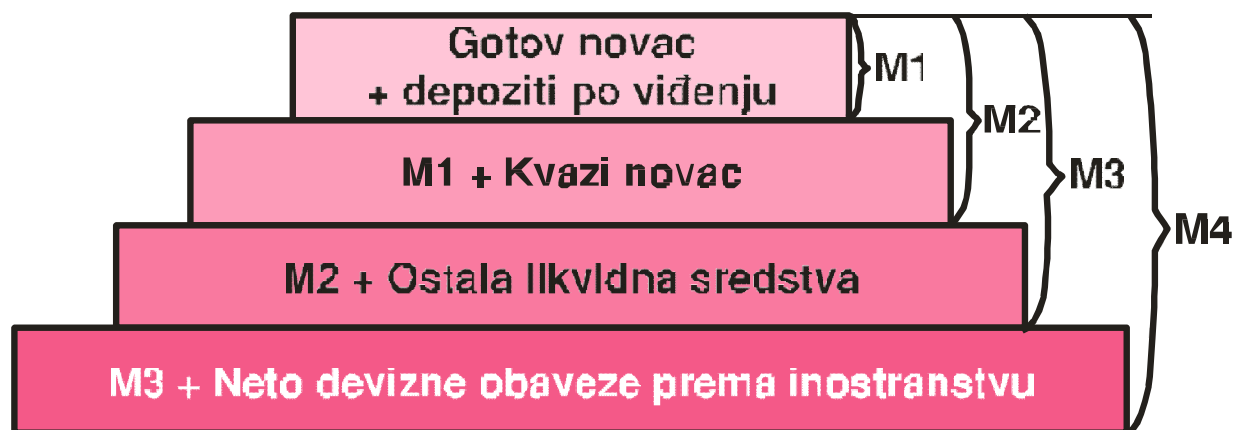 Gotov novac
+ depoziti po viđenju
M1
M2
M1 + Kvazi novac
M3
M4
M2 + Ostala likvidna sredstva
M3 + Neto devizne obaveze prema inostranstvu